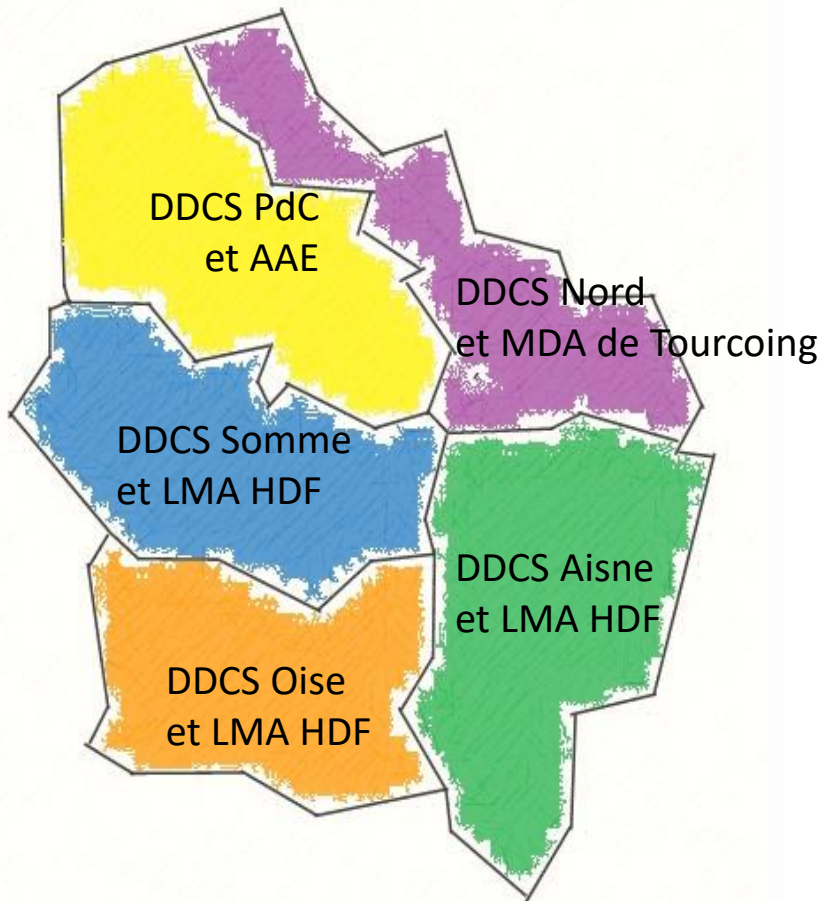 DDCS PdC
et AAE
DDCS Nord
et MDA de Tourcoing
DDCS Somme
et LMA HDF
DDCS Aisne
et LMA HDF
DDCS Oise
et LMA HDF